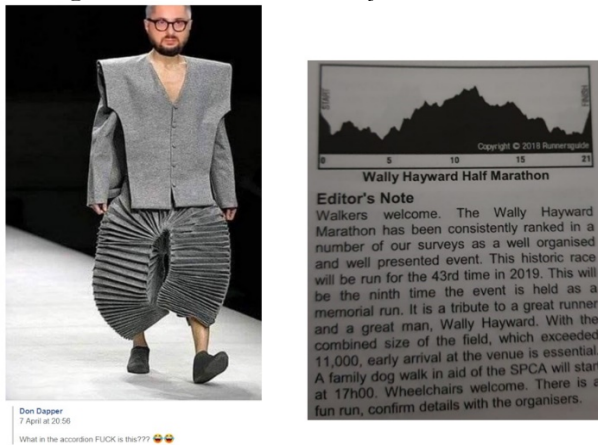 Don Dapper
7 April at 20:56
What in the accordion FUCK is this??? 😂😂
START
FINISH
Copyright © 2018 Runnersguide
0 5 10 15 21
Wally Hayward Half Marathon
Editor's Note
Walkers welcome. The Wally Hayward
Marathon has been consistently ranked in a
number of our surveys as a well organised
and well presented event. This historic race
will be run for the 43rd time in 2019. This will
be the ninth time the event is held as a
memorial run. It is a tribute to a great runner
and a great man, Wally Hayward. With the
combined size of the field, which exceeded
11,000, early arrival at the venue is essential.
A family dog walk in aid of the SPCA will start
at 17h00. Wheelchairs welcome. There is a
fun run, confirm details with the organisers.